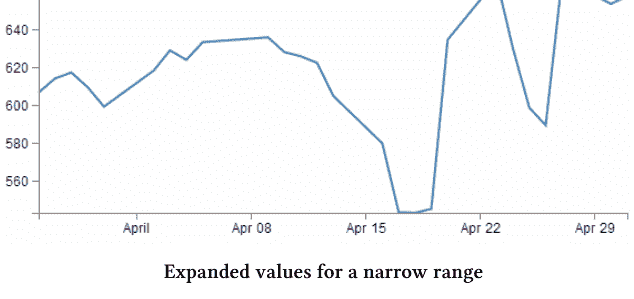 640
620
600
580
560
April
Apr 08
Apr 15
Apr 22
Apr 29
Expanded values for a narrow range